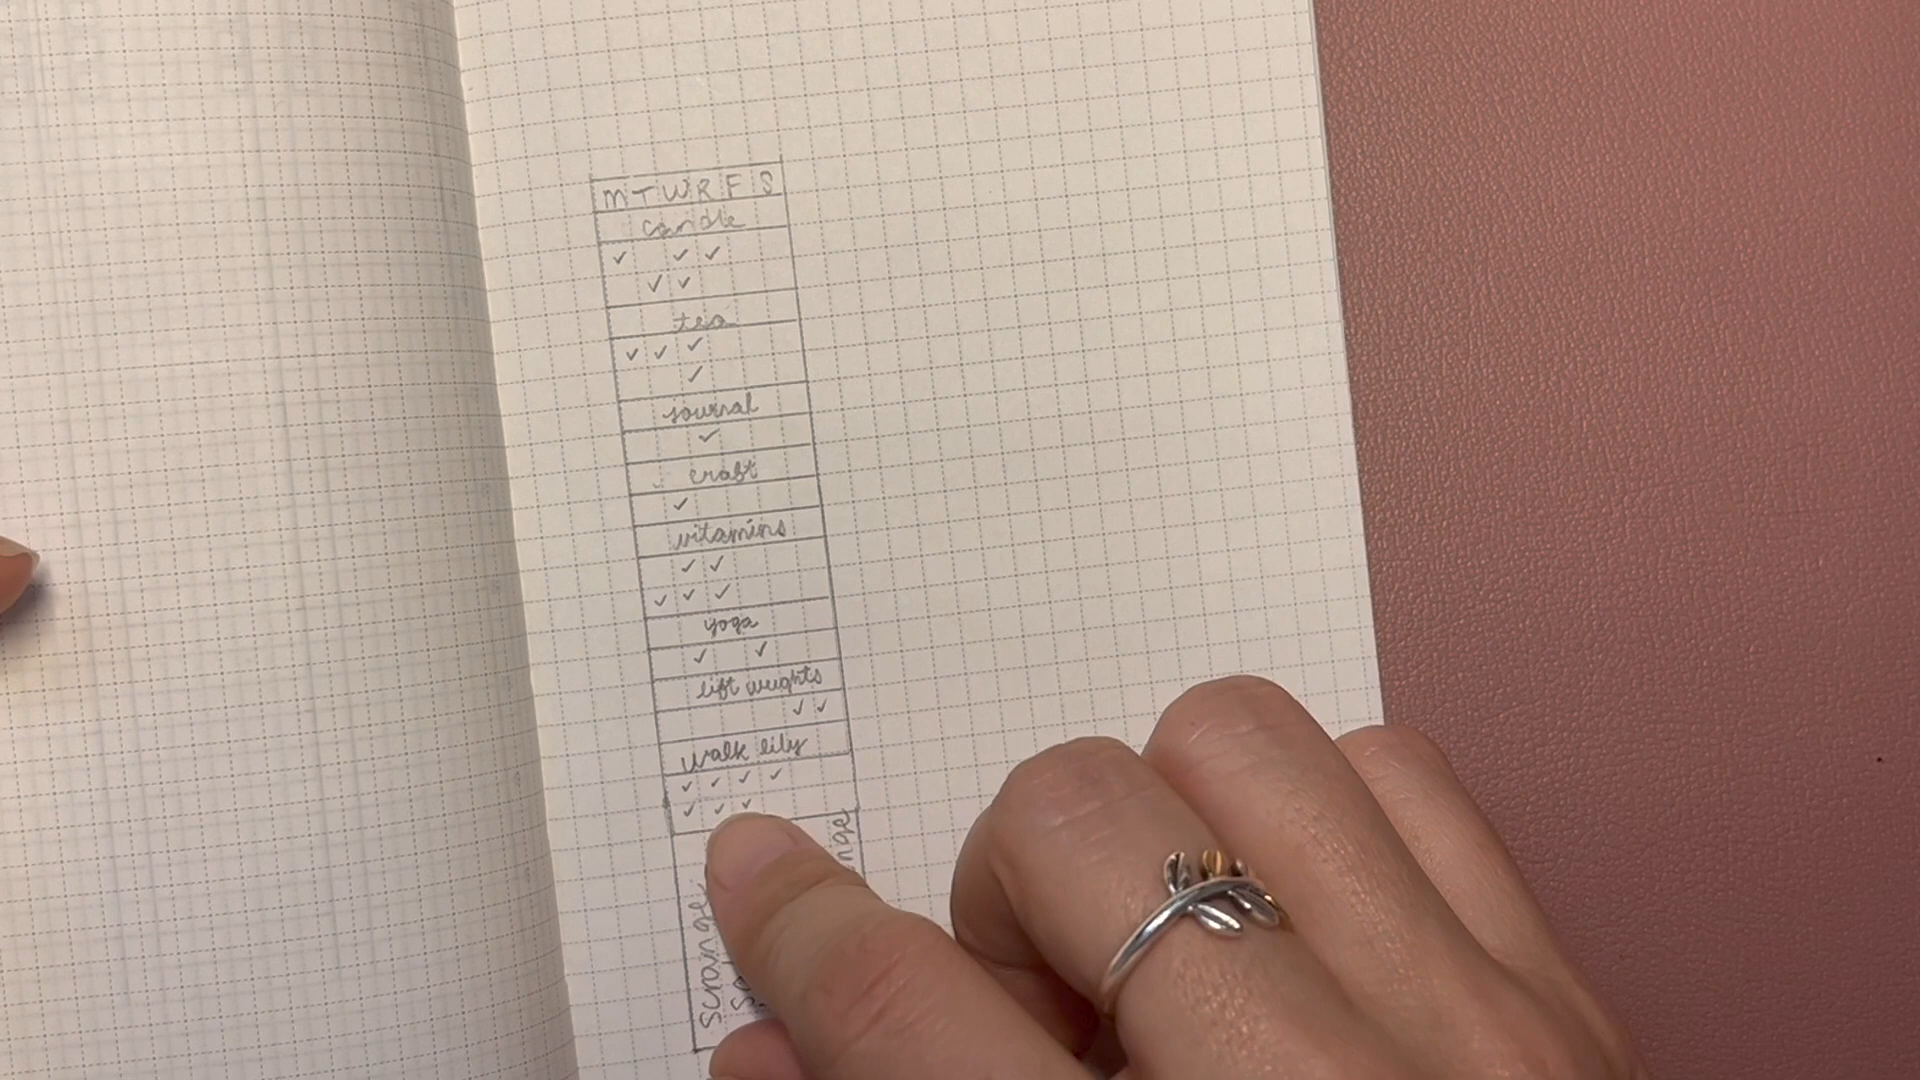 M T W R F S
candle
✓ ✓ ✓
✓ ✓
tea
✓ ✓ ✓
✓
journal
✓
craft
✓
vitamins
✓ ✓
✓ ✓ ✓
yoga
✓ ✓
lift weights
✓ ✓
walk lily
✓ ✓ ✓ ✓
✓ ✓ ✓